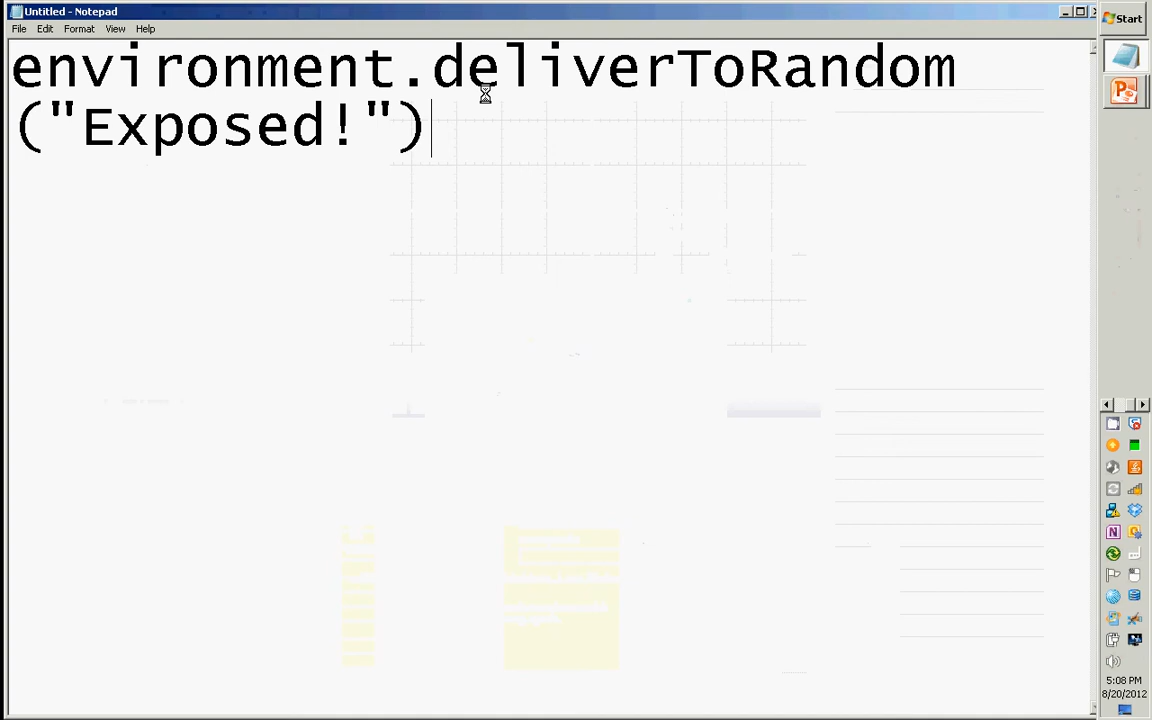 Untitled - Notepad
Start
File Edit Format View Help
environment.deliverToRandom
("Exposed!")
5:08 PM
8/20/2012